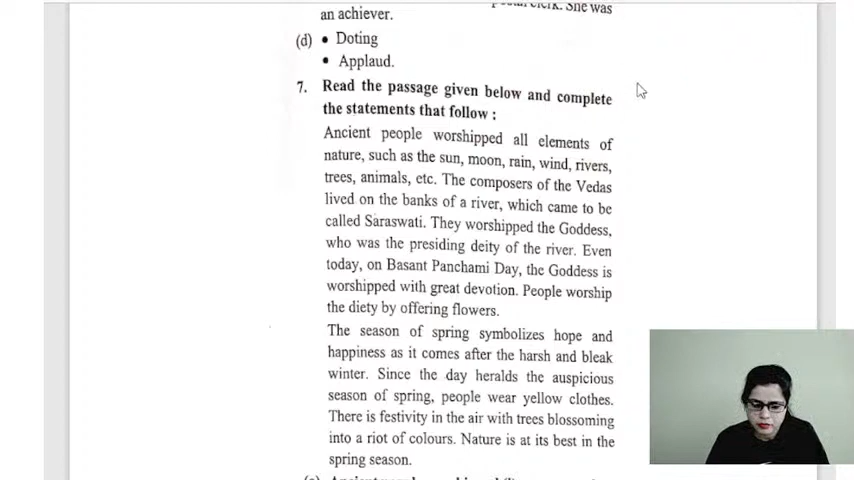 She was
an achiever.
(d) • Doting
• Applaud.
7. Read the passage given below and complete
the statements that follow :
Ancient people worshipped all elements of
nature, such as the sun, moon, rain, wind, rivers,
trees, animals, etc. The composers of the Vedas
lived on the banks of a river, which came to be
called Saraswati. They worshipped the Goddess,
who was the presiding deity of the river. Even
today, on Basant Panchami Day, the Goddess is
worshipped with great devotion. People worship
the diety by offering flowers.
The season of spring symbolizes hope and
happiness as it comes after the harsh and bleak
winter. Since the day heralds the auspicious
season of spring, people wear yellow clothes.
There is festivity in the air with trees blossoming
into a riot of colours. Nature is at its best in the
spring season.